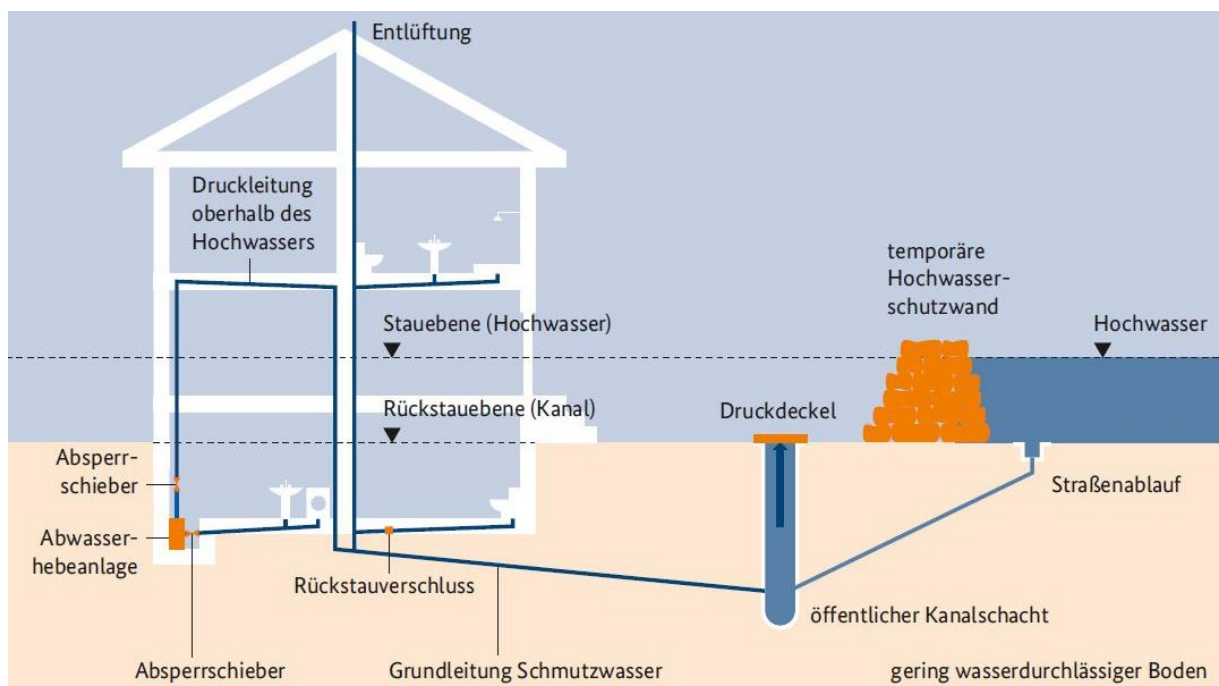 Entlüftung
Druckleitung
oberhalb des
Hochwassers
temporäre
Hochwasser-
schutzwand
Stauebene (Hochwasser)
Hochwasser
Rückstauebene (Kanal)
Druckdeckel
Absperr-
schieber
Straßenablauf
Abwasser-
hebeanlage
Rückstauverschluss
öffentlicher Kanalschacht
Absperrschieber
Grundleitung Schmutzwasser
gering wasserdurchlässiger Boden